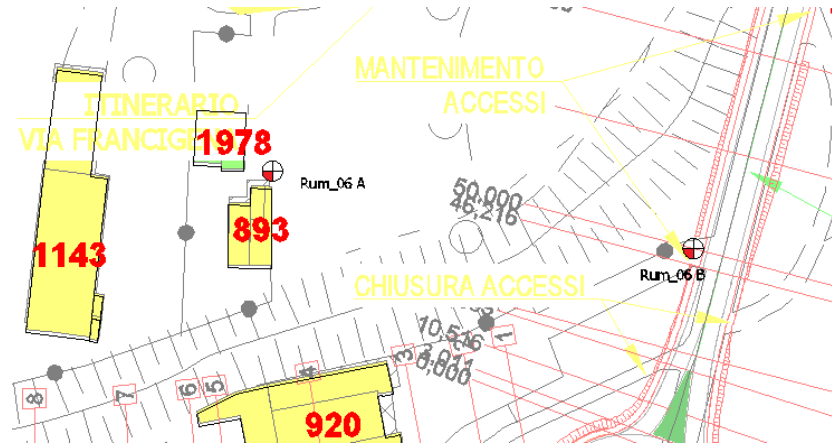 MANTENIMENTO
ACCESSI
ITINERARIO
VIA FRANCIGE
1978
Rum_06 A
50,000
46,216
893
1143
Rum_06 B
CHIUSURA ACCESSI
10,516
0,000
1
3
4
5
6
7
8
920